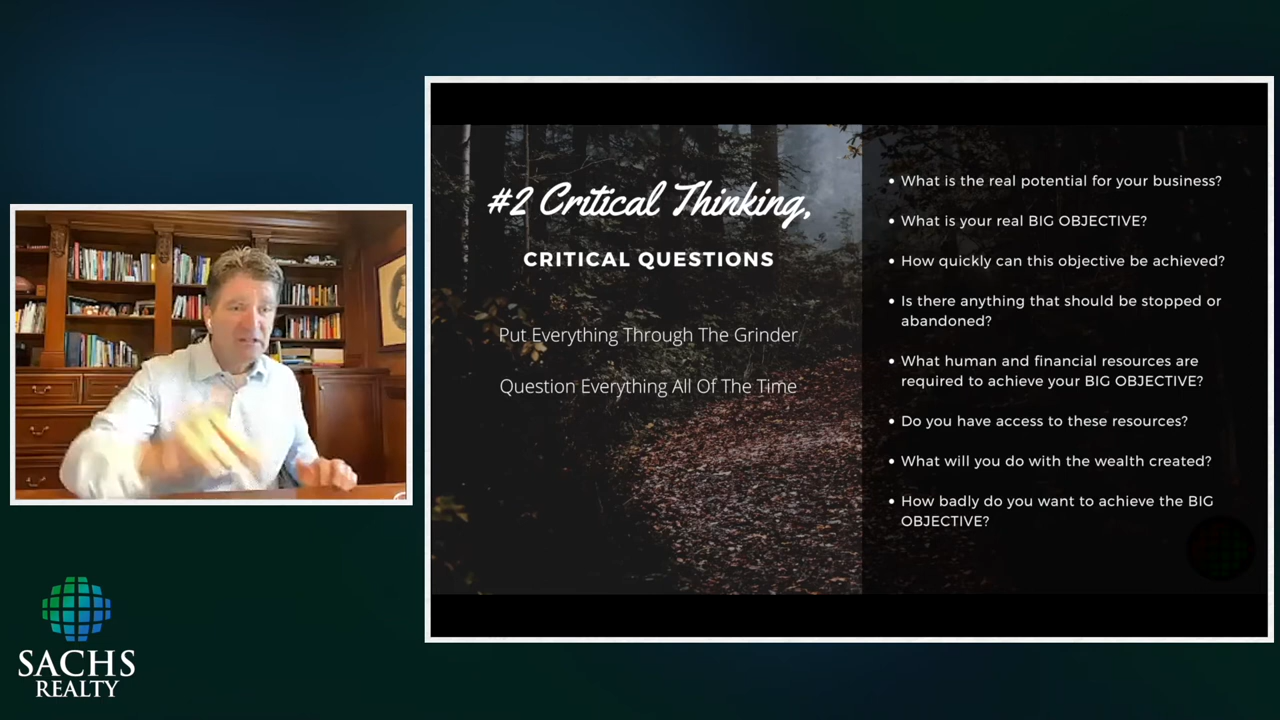 #2 Critical Thinking,
CRITICAL QUESTIONS
Put Everything Through The Grinder
Question Everything All Of The Time
• What is the real potential for your business?
• What is your real BIG OBJECTIVE?
• How quickly can this objective be achieved?
• Is there anything that should be stopped or
abandoned?
• What human and financial resources are
required to achieve your BIG OBJECTIVE?
• Do you have access to these resources?
• What will you do with the wealth created?
• How badly do you want to achieve the BIG
OBJECTIVE?
SACHS
REALTY